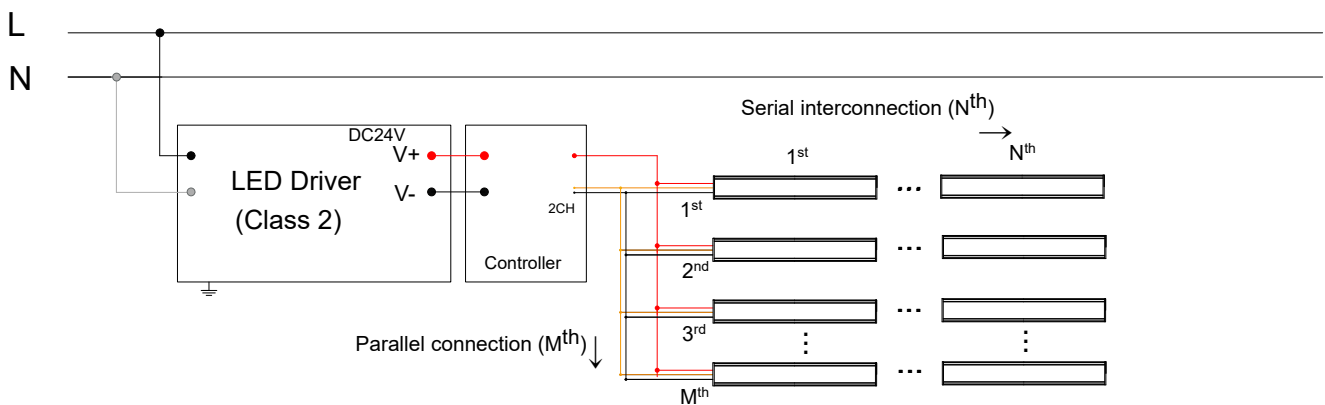 L
N
Serial interconnection (Nth)
1st
Nth
DC24V
V+
LED Driver
(Class 2)
V-
2CH
Controller
1st
2nd
3rd
Mth
Parallel connection (Mth)
...
...
...
...
⋮
⋮